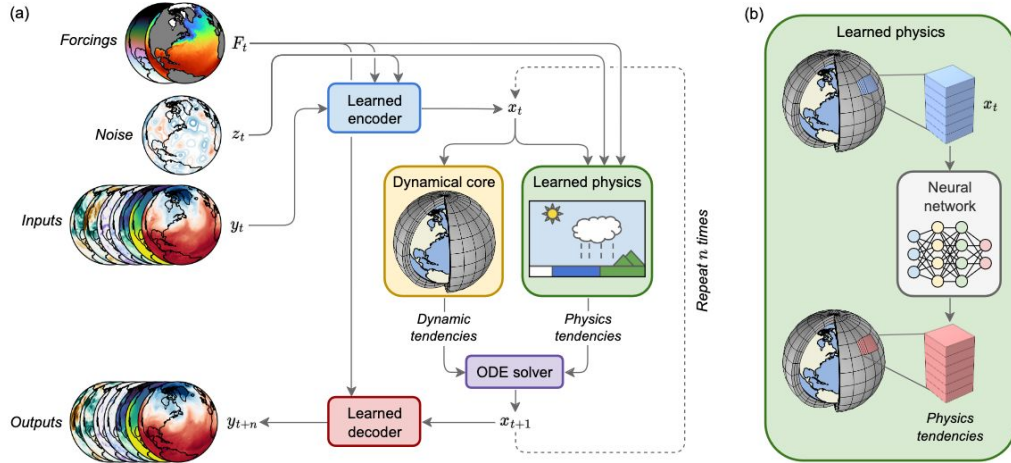 (a)
Forcings
F_t
Noise
z_t
Inputs
y_t
Learned
encoder
x_t
Dynamical core
Learned physics
Dynamic
tendencies
Physics
tendencies
Repeat n times
ODE solver
Outputs
y_{t+n}
Learned
decoder
x_{t+1}
(b)
Learned physics
x_t
Neural
network
Physics
tendencies